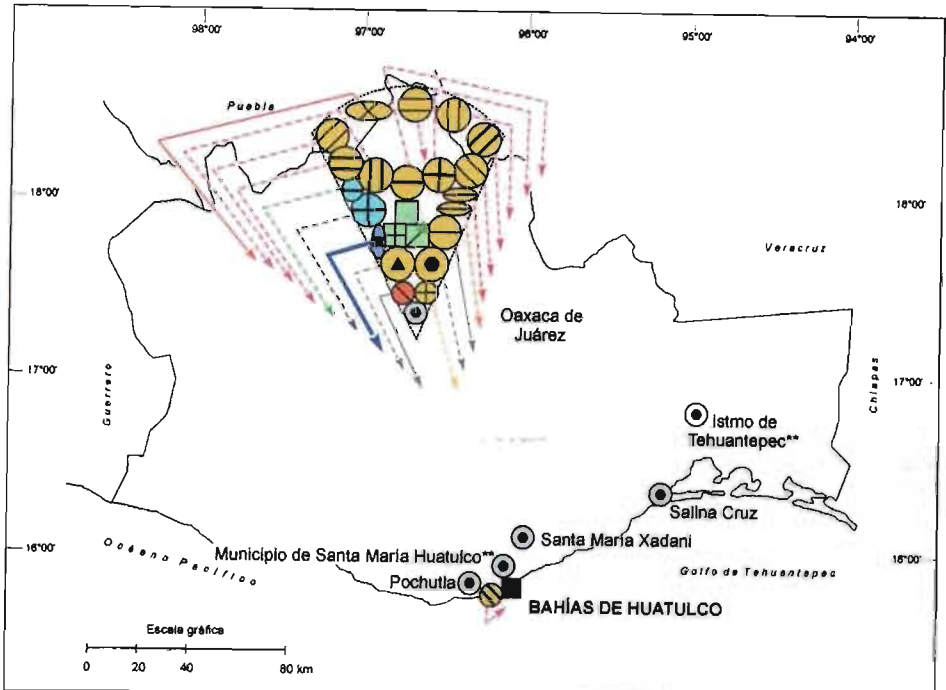 98°00'
97°00'
96°00'
95°00'
94°00'
Puebla
18°00'
18°00'
Veracruz
Oaxaca de
Juárez
17°00'
17°00'
Guerrero
Chiapas
Istmo de
Tehuantepec**
Salina Cruz
Santa María Xadani
16°00'
16°00'
Océano Pacífico
Municipio de Santa María Huatulco**
Golfo de Tehuantepec
Pochutla
BAHÍAS DE HUATULCO
Escala gráfica
0 20 40 80 km